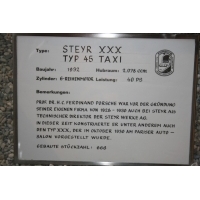 Type: STEYR XXX
TYP 45 TAXI
Baujahr: 1932 Hubraum: 2.078 ccm
Zylinder: 6-REIHENMOTOR Leistung: 40 PS
Bemerkungen:
PROF. DR. H.C. FERDINAND PORSCHE WAR VOR DER GRÜNDUNG
SEINER EIGENEN FIRMA VON 1929 - 1930 AUCH BEI STEYR ALS
TECHNISCHER DIREKTOR DER STEYR WERKE AG.
IN DIESER ZEIT KONSTRUIERTE ER UNTER ANDEREM AUCH
DEN TYP XXX, DER IM OKTOBER 1930 AM PARISER AUTO-
SALON VORGESTELLT WURDE.
GEBAUTE STÜCKZAHL: